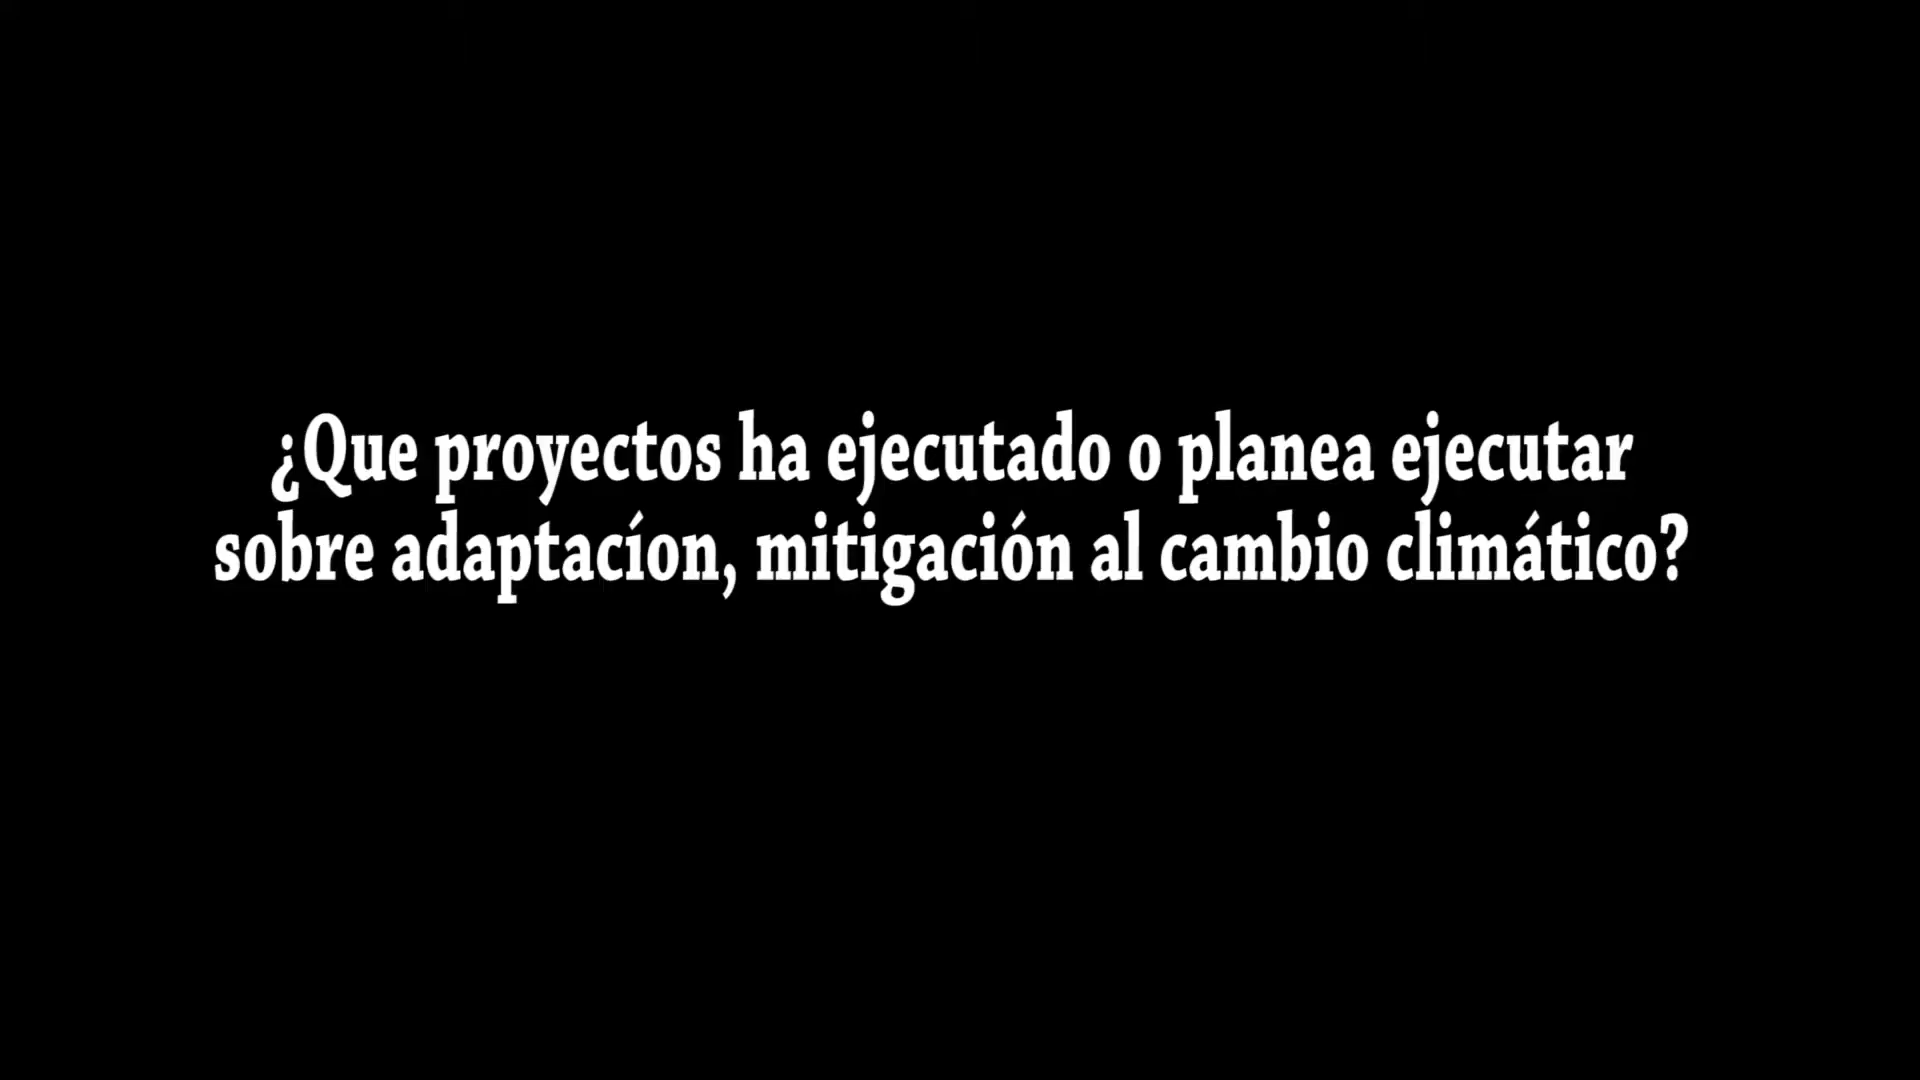 ¿Que proyectos ha ejecutado o planea ejecutar
sobre adaptacíon, mitigación al cambio climático?